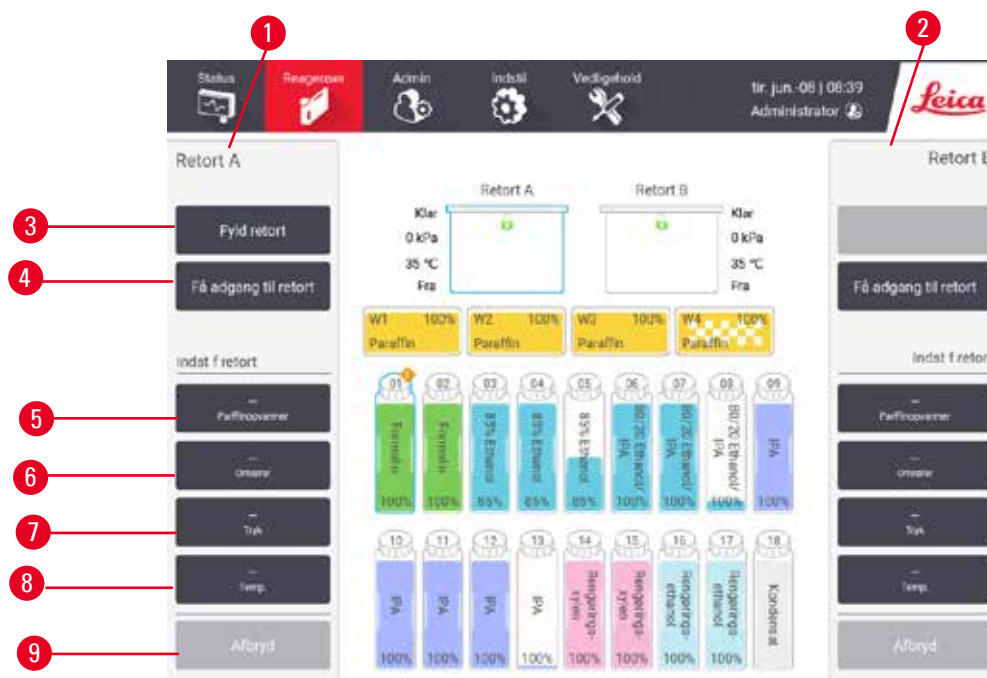 1
2
Status
Reagenser
Admin
Indstil
Vedligehold
tir. jun.-08 | 08:39
Administrator
Leica
Retort A
Retort B
Retort A
Retort B
3
Fyld retort
Klar
Klar
0 kPa
0 kPa
4
Få adgang til retort
35 °C
35 °C
Få adgang til retort
Fra
Fra
W1 100%
Paraffin
W2 100%
Paraffin
W3 100%
Paraffin
W4 100%
Paraffin
Indst f retort
Indst f retor
5
--
Paraffinopvarmer
--
Paraffinopvarmer
6
--
Omrører
--
Omrører
7
--
Tryk
--
Tryk
8
--
Temp.
--
Temp.
9
Afbryd
Afbryd
01
Formalin
100%
02
Formalin
100%
03
85% Ethanol
85%
04
85% Ethanol
85%
05
85% Ethanol
85%
06
80/20 Ethanol/
IPA
100%
07
80/20 Ethanol/
IPA
100%
08
80/20 Ethanol/
IPA
100%
09
IPA
100%
10
IPA
100%
11
IPA
100%
12
IPA
100%
13
IPA
100%
14
Rengørings-
xylen
100%
15
Rengørings-
xylen
100%
16
Rengørings-
ethanol
100%
17
Rengørings-
ethanol
100%
18
Kondensat